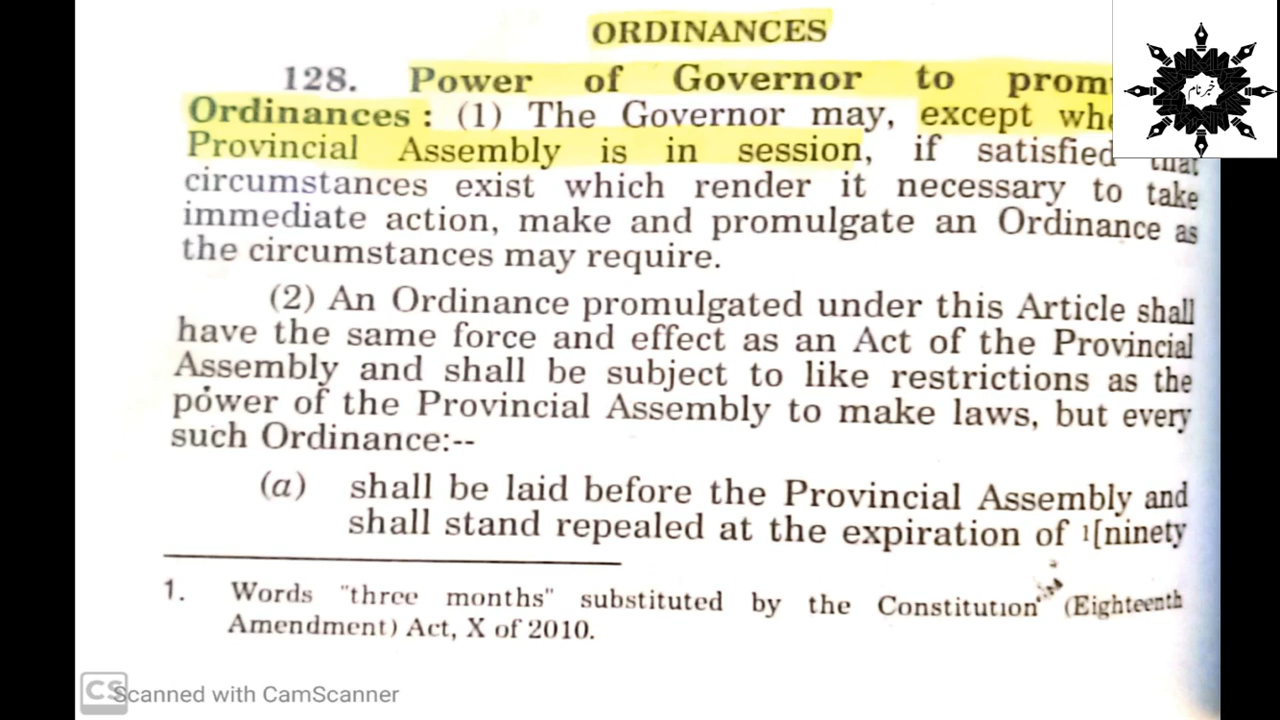 ORDINANCES
128. Power of Governor to prom
Ordinances : (1) The Governor may, except whe
Provincial Assembly is in session, if satisfied that
circumstances exist which render it necessary to take
immediate action, make and promulgate an Ordinance as
the circumstances may require.
(2) An Ordinance promulgated under this Article shall
have the same force and effect as an Act of the Provincial
Assembly and shall be subject to like restrictions as the
power of the Provincial Assembly to make laws, but every
such Ordinance:--
(a) shall be laid before the Provincial Assembly and
shall stand repealed at the expiration of 1[ninety
1. Words "three months" substituted by the Constitution (Eighteenth
Amendment) Act, X of 2010.
CS Scanned with CamScanner
خبرنام